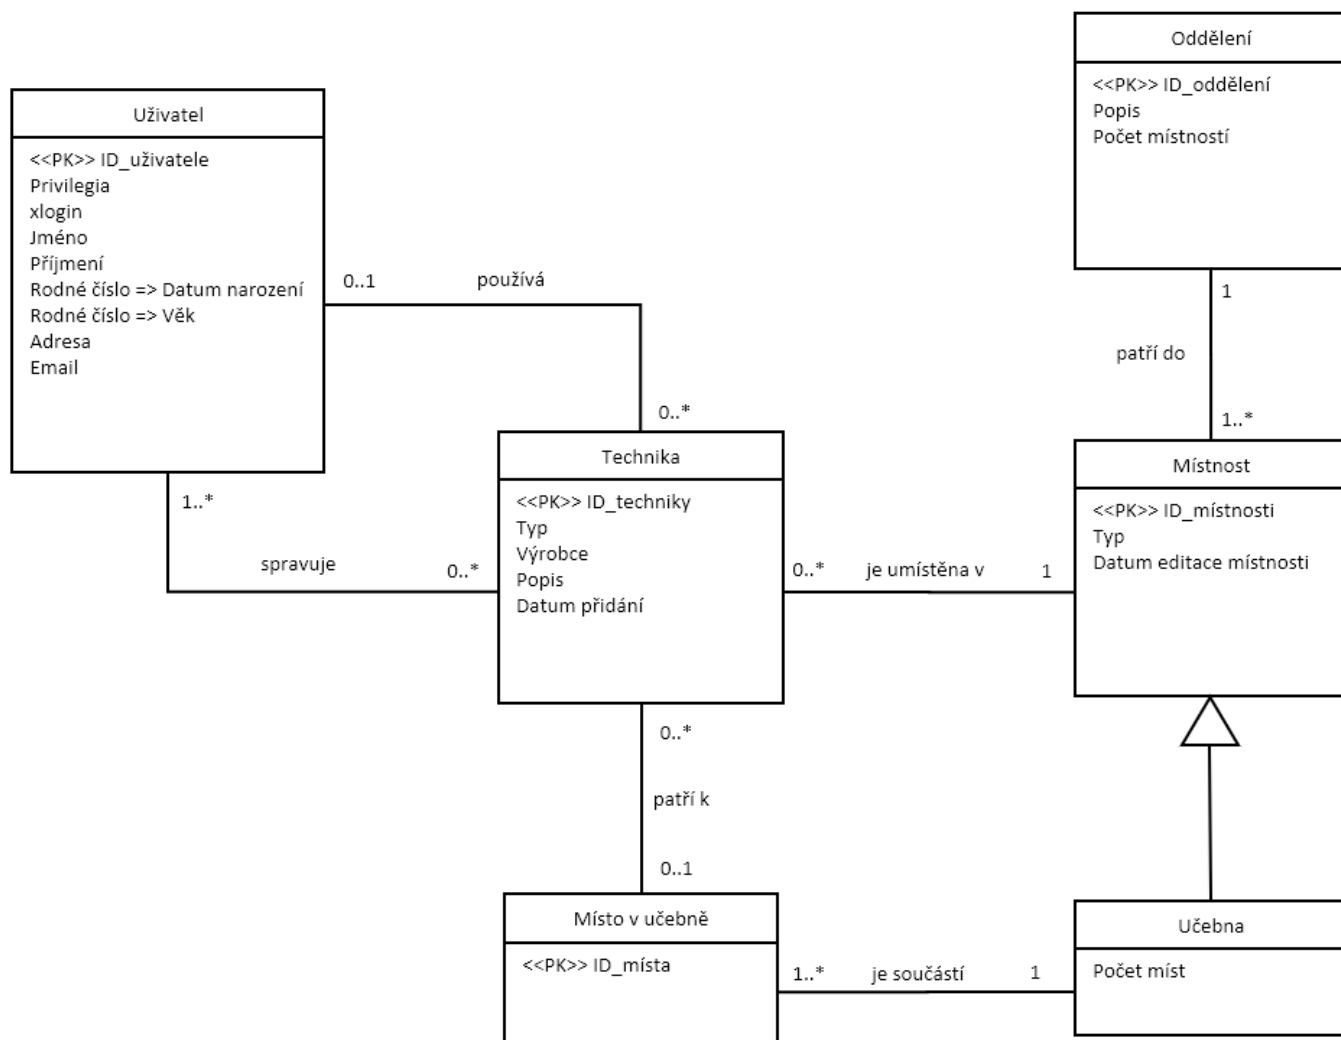 Oddělení
<<PK>> ID_oddělení
Popis
Počet místností
Uživatel
<<PK>> ID_uživatele
Privilegia
xlogin
Jméno
Příjmení
Rodné číslo => Datum narození
Rodné číslo => Věk
Adresa
Email
0..1
používá
0..*
1
patří do
1..*
Technika
<<PK>> ID_techniky
Typ
Výrobce
Popis
Datum přidání
Místnost
<<PK>> ID_místnosti
Typ
Datum editace místnosti
1..*
spravuje
0..*
0..*
je umístěna v
1
0..*
patří k
0..1
Místo v učebně
<<PK>> ID_místa
1..*
je součástí
1
Učebna
Počet míst